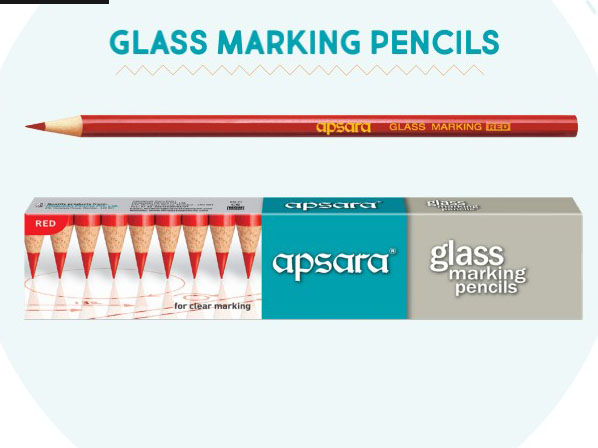 GLASS MARKING PENCILS
apsara GLASS MARKING RED
apsara
glass
marking
pencils
RED
apsara®
glass
marking
pencils
for clear marking